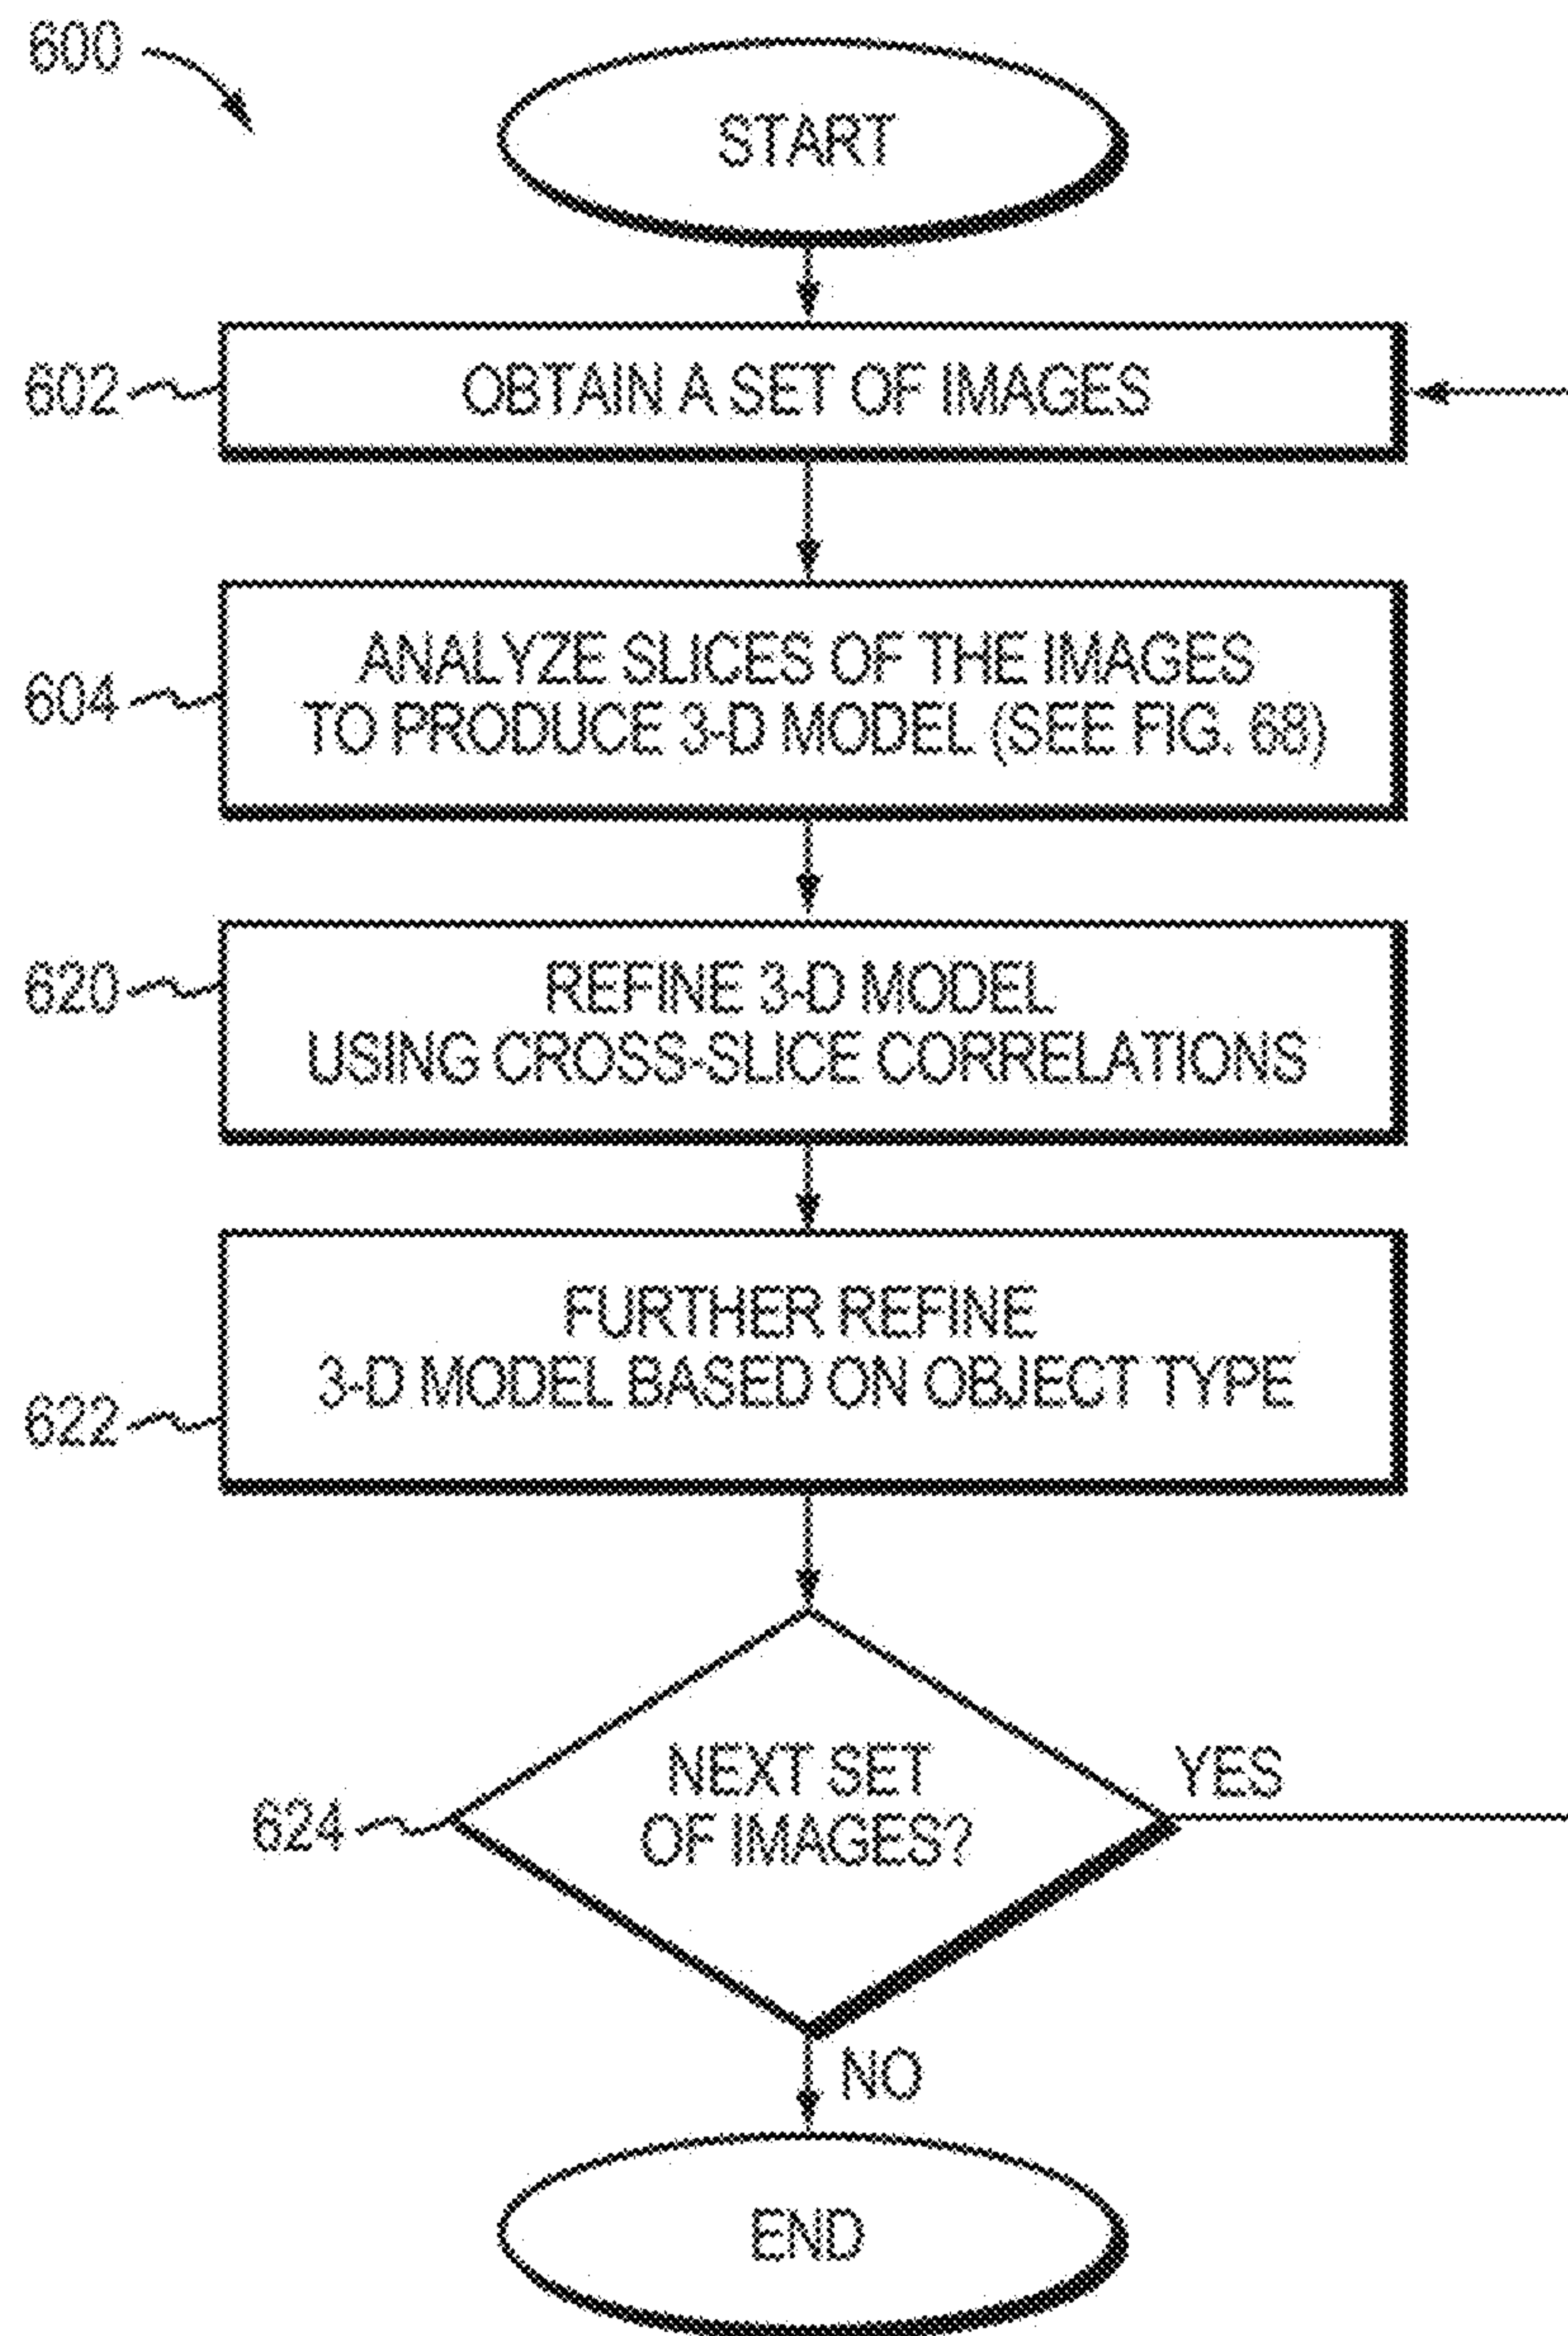 600
START
602
OBTAIN A SET OF IMAGES
604
ANALYZE SLICES OF THE IMAGES
TO PRODUCE 3-D MODEL (SEE FIG. 6B)
620
REFINE 3-D MODEL
USING CROSS-SLICE CORRELATIONS
622
FURTHER REFINE
3-D MODEL BASED ON OBJECT TYPE
624
NEXT SET
OF IMAGES?
YES
NO
END